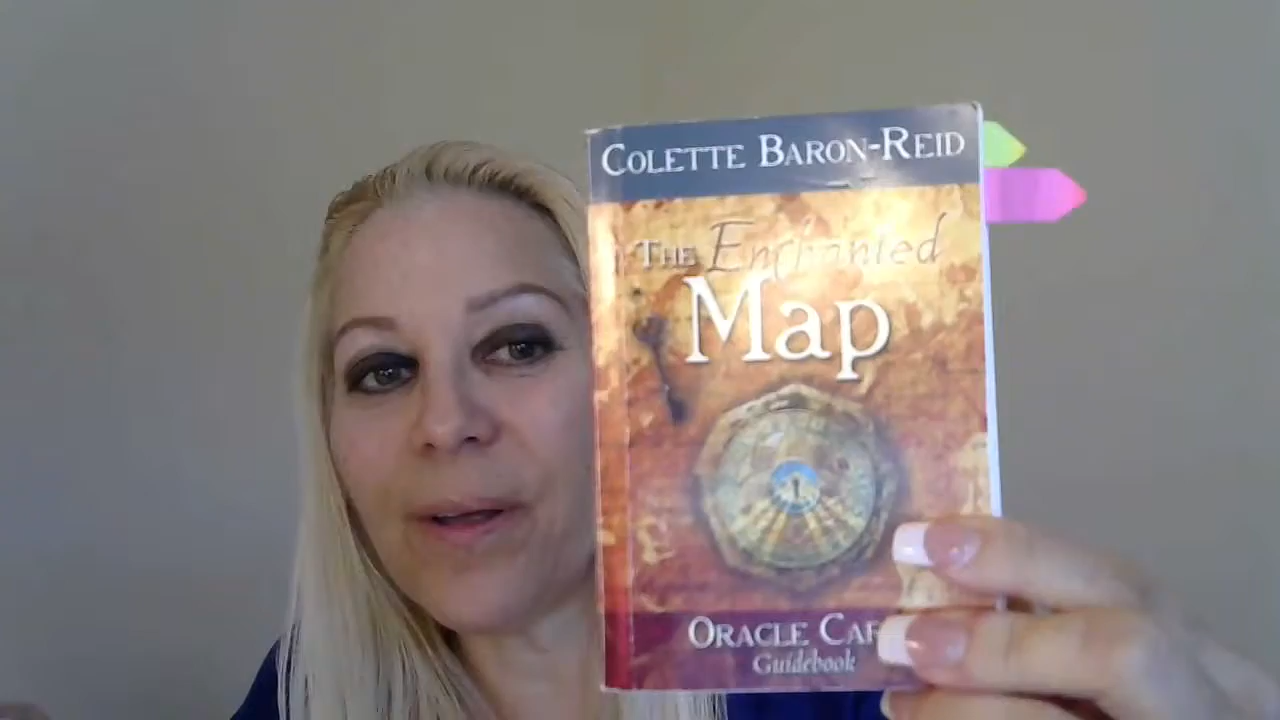 COLETTE BARON-REID
THE Enchanted
Map
ORACLE
Guidebook